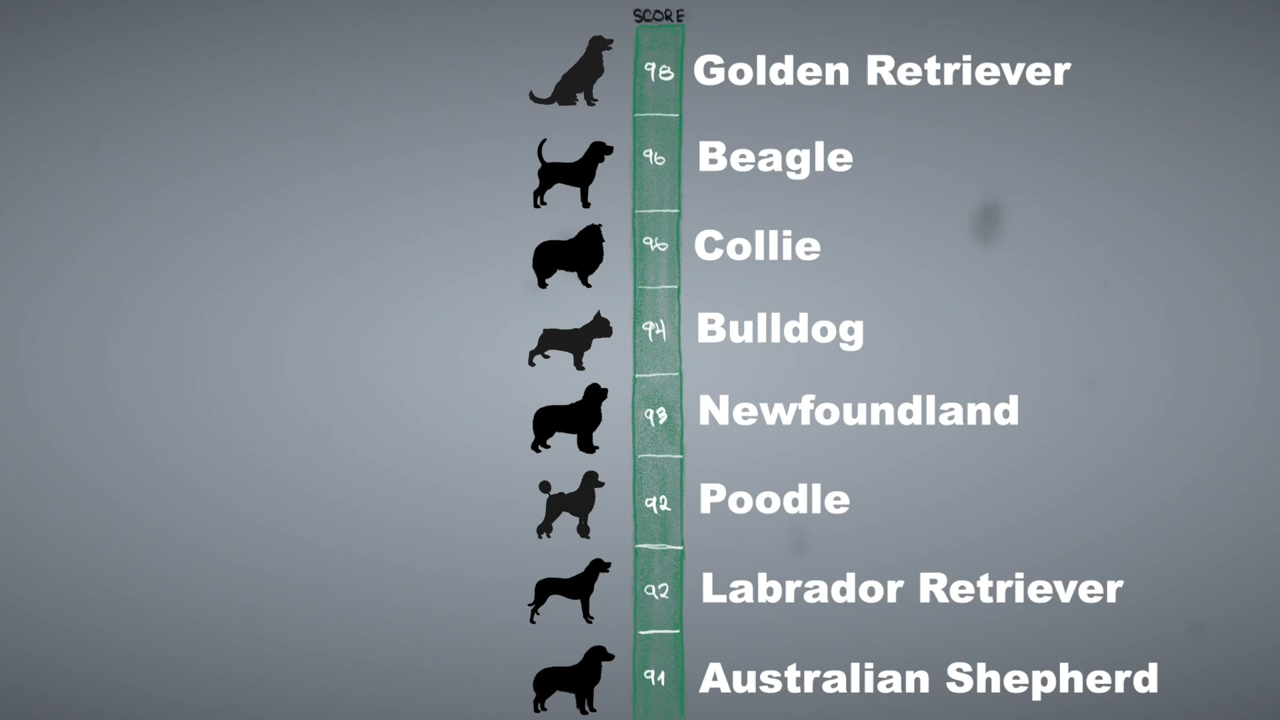 SCORE
98 Golden Retriever
96 Beagle
96 Collie
94 Bulldog
93 Newfoundland
92 Poodle
92 Labrador Retriever
91 Australian Shepherd